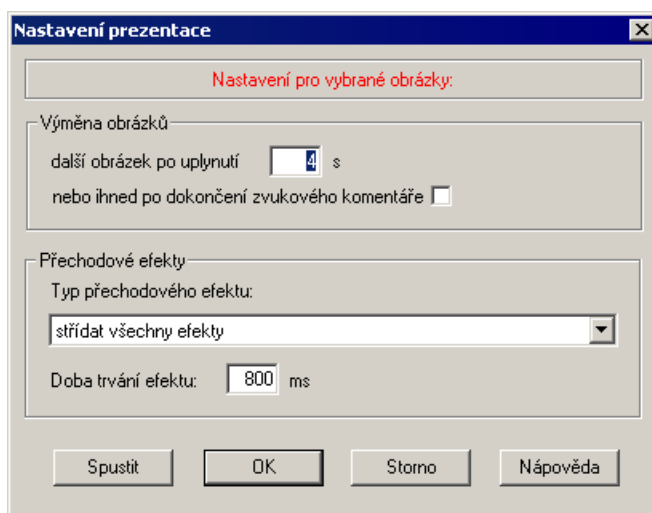 Nastavení prezentace
Nastavení pro vybrané obrázky:
Výměna obrázků
další obrázek po uplynutí 4 s
nebo ihned po dokončení zvukového komentáře
Přechodové efekty
Typ přechodového efektu:
střídat všechny efekty
Doba trvání efektu: 800 ms
Spustit OK Storno Nápověda